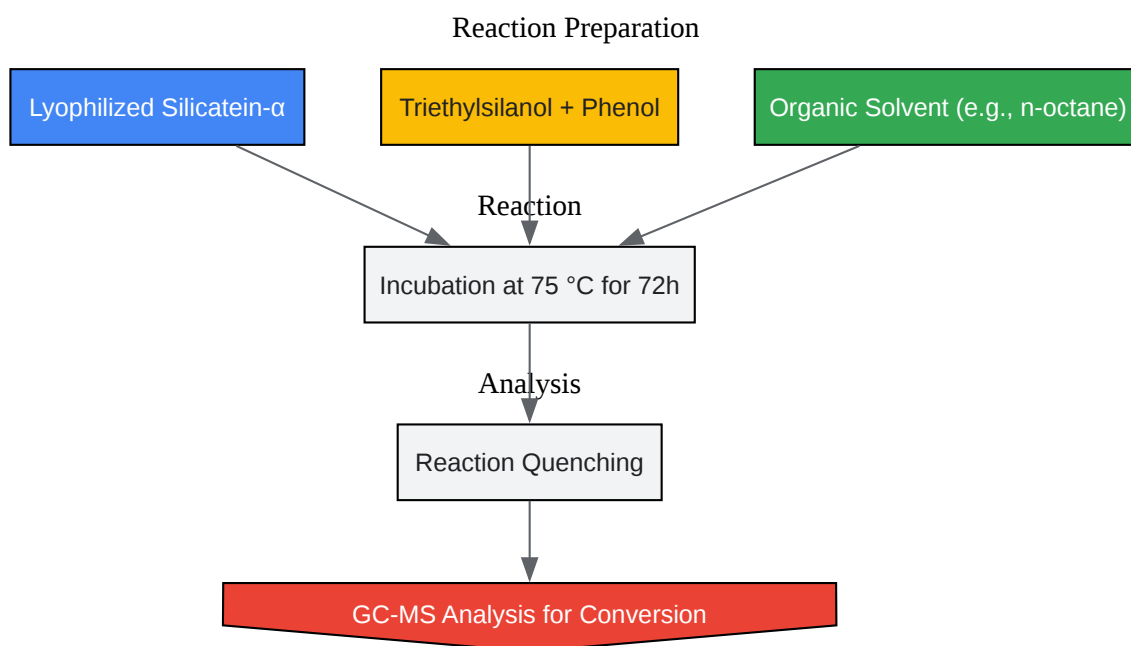 Reaction Preparation
Lyophilized Silicatein-α
Triethylsilanol + Phenol
Organic Solvent (e.g., n-octane)
Reaction
Incubation at 75 °C for 72h
Analysis
Reaction Quenching
GC-MS Analysis for Conversion